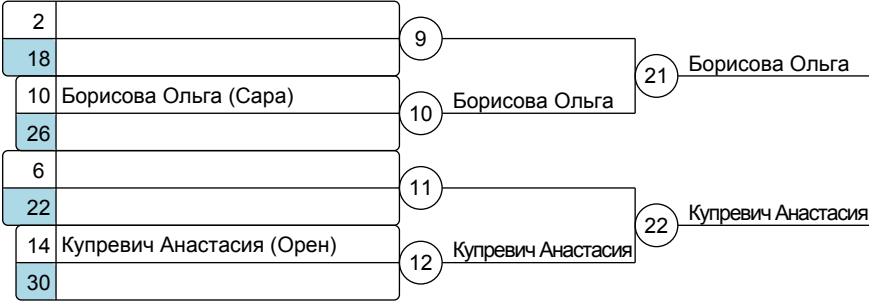 2
9
18
21 Борисова Ольга
10 Борисова Ольга (Сара)
10 Борисова Ольга
26
6
11
22
22 Купревич Анастасия
14 Купревич Анастасия (Орен)
12 Купревич Анастасия
30